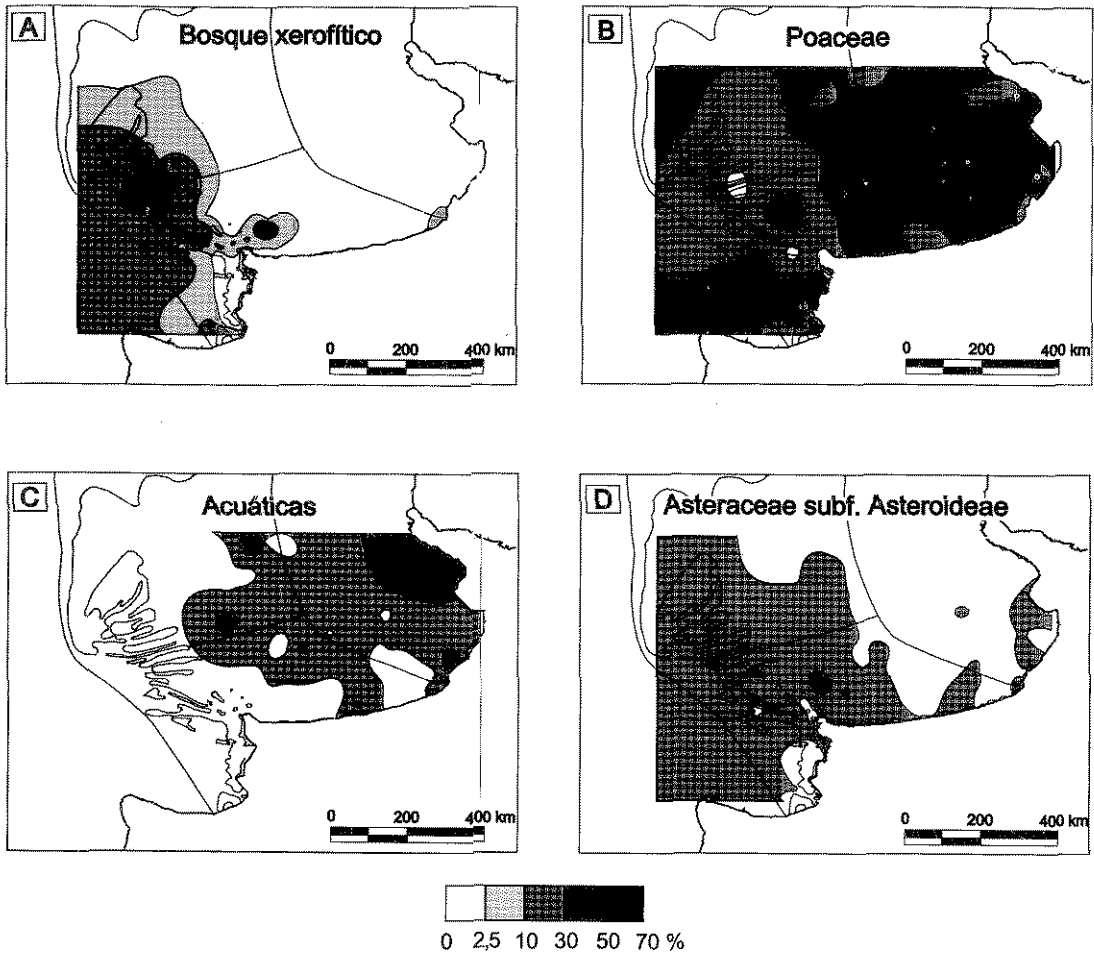 A
Bosque xerofítico
0 200 400 km
B
Poaceae
0 200 400 km
C
Acuáticas
0 200 400 km
D
Asteraceae subf. Asteroideae
0 200 400 km
0 2,5 10 30 50 70 %